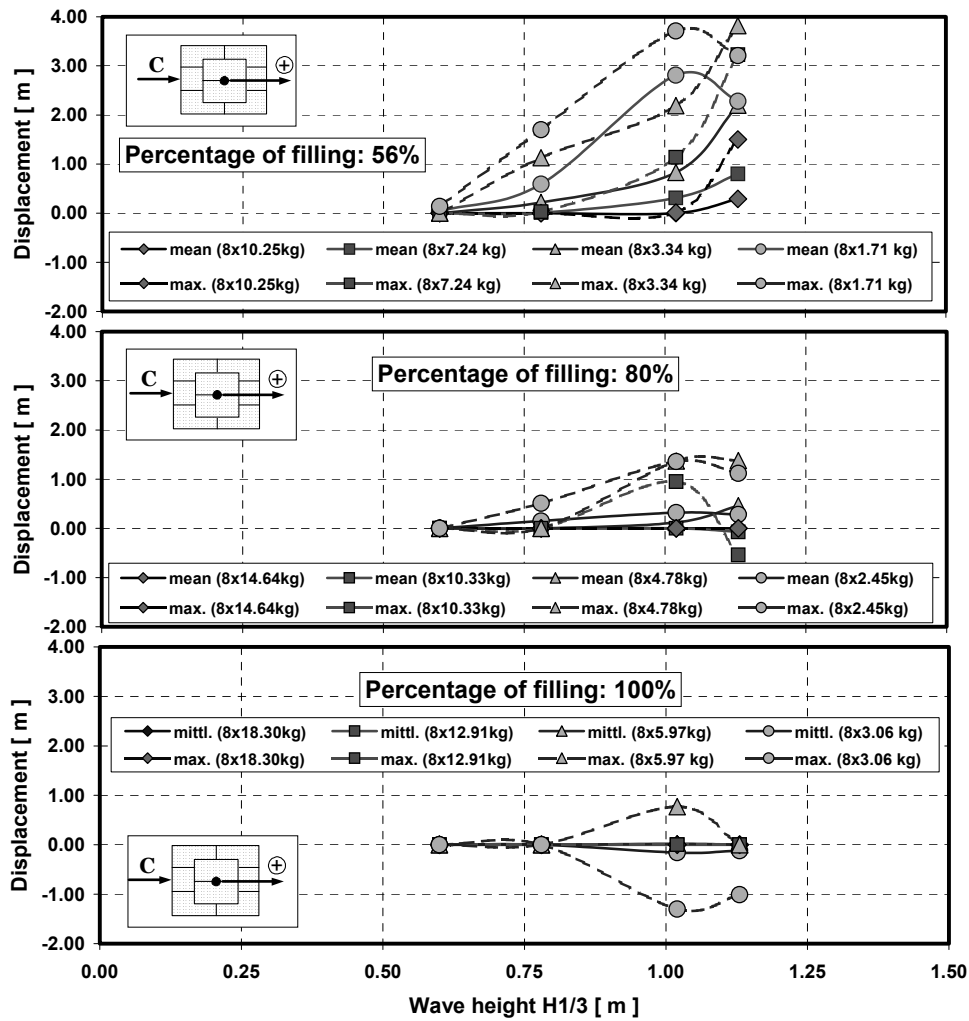 4.00
3.00
2.00
1.00
0.00
-1.00
-2.00
Displacement [ m ]
C
+
Percentage of filling: 56%
mean (8x10.25kg) mean (8x7.24 kg) mean (8x3.34 kg) mean (8x1.71 kg)
max. (8x10.25kg) max. (8x7.24 kg) max. (8x3.34 kg) max. (8x1.71 kg)
4.00
3.00
2.00
1.00
0.00
-1.00
-2.00
Displacement [ m ]
C
+
Percentage of filling: 80%
mean (8x14.64kg) mean (8x10.33kg) mean (8x4.78kg) mean (8x2.45kg)
max. (8x14.64kg) max. (8x10.33kg) max. (8x4.78kg) max. (8x2.45kg)
4.00
3.00
2.00
1.00
0.00
-1.00
-2.00
Displacement [ m ]
Percentage of filling: 100%
mittl. (8x18.30kg) mittl. (8x12.91kg) mittl. (8x5.97kg) mittl. (8x3.06 kg)
max. (8x18.30kg) max. (8x12.91kg) max. (8x5.97 kg) max. (8x3.06 kg)
C
+
0.00 0.25 0.50 0.75 1.00 1.25 1.50
Wave height H1/3 [ m ]